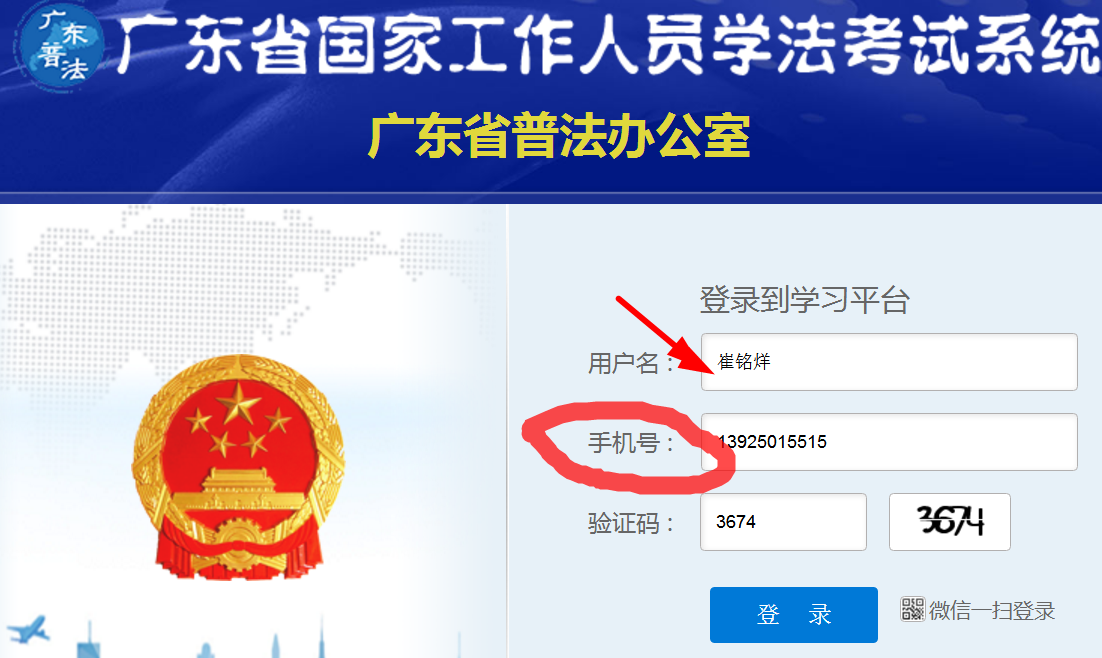 广东普法
广东省国家工作人员学法考试系统
广东省普法办公室
登录到学习平台
用户名： 崔铭烊
手机号： 13925015515
验证码： 3674 3674
登 录 微信一扫登录